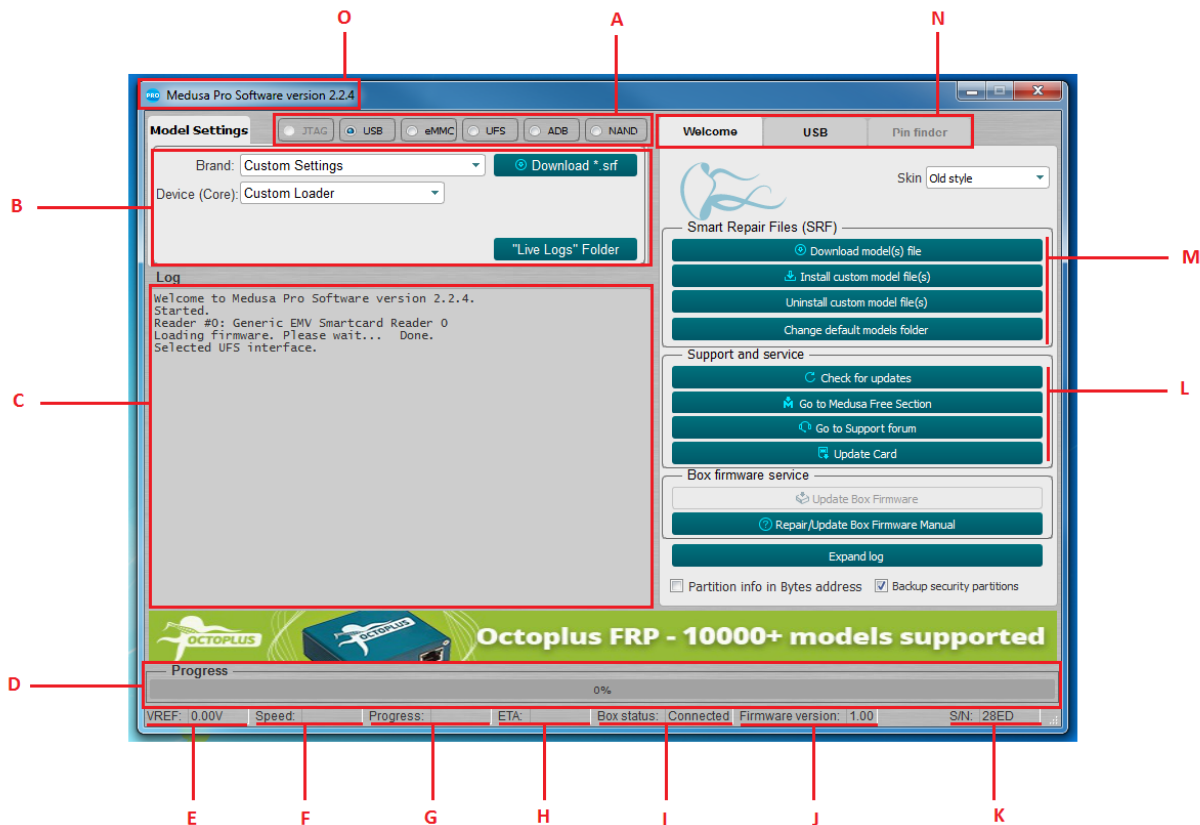 O
A
N
PRO Medusa Pro Software version 2.2.4
Model Settings JTAG USB eMMC UFS ADB NAND
Welcome USB Pin finder
Brand: Custom Settings Download *.srf
Device (Core): Custom Loader
"Live Logs" Folder
B
Skin Old style
Smart Repair Files (SRF)
Download model(s) file
Install custom model file(s)
Uninstall custom model file(s)
Change default models folder
M
Log
Welcome to Medusa Pro Software version 2.2.4.
Started.
Reader #0: Generic EMV Smartcard Reader 0
Loading firmware. Please wait... Done.
Selected UFS interface.
C
Support and service
Check for updates
Go to Medusa Free Section
Go to Support forum
Update Card
L
Box firmware service
Update Box Firmware
Repair/Update Box Firmware Manual
Expand log
Partition info in Bytes address Backup security partitions
OCTOPLUS OCTOPLUS Octoplus FRP - 10000+ models supported
D
Progress
0%
VREF: 0.00V Speed: Progress: ETA: Box status: Connected Firmware version: 1.00 S/N: 28ED
E F G H I J K